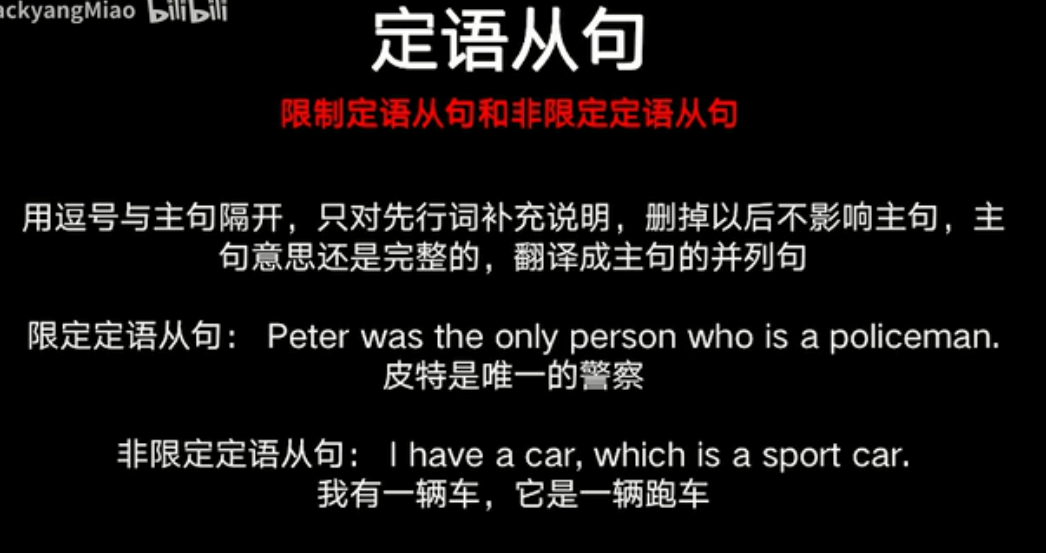 ackyangMiao bilibili
定语从句
限制定语从句和非限定定语从句
用逗号与主句隔开，只对先行词补充说明，删掉以后不影响主句，主
句意思还是完整的，翻译成主句的并列句
限定定语从句： Peter was the only person who is a policeman.
皮特是唯一的警察
非限定定语从句： I have a car, which is a sport car.
我有一辆车，它是一辆跑车